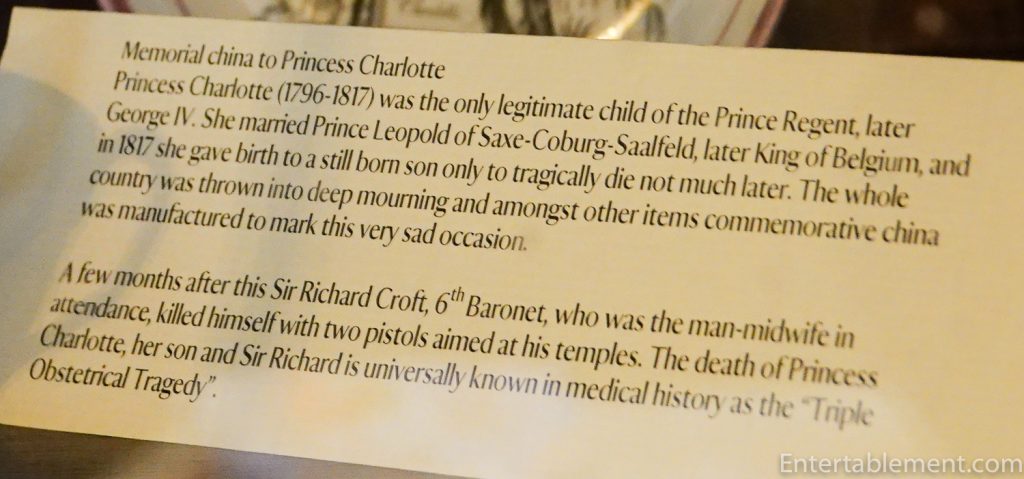 Memorial china to Princess Charlotte
Princess Charlotte (1796-1817) was the only legitimate child of the Prince Regent, later
George IV. She married Prince Leopold of Saxe-Coburg-Saalfeld, later King of Belgium, and
in 1817 she gave birth to a still born son only to tragically die not much later. The whole
country was thrown into deep mourning and amongst other items commemorative china
was manufactured to mark this very sad occasion.
A few months after this Sir Richard Croft, 6th Baronet, who was the man-midwife in
attendance, killed himself with two pistols aimed at his temples. The death of Princess
Charlotte, her son and Sir Richard is universally known in medical history as the “Triple
Obstetrical Tragedy”.
Entertablement.com